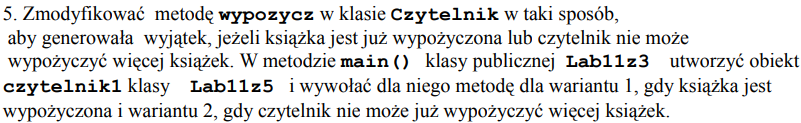 5. Zmodyfikować metodę wypozycz w klasie Czytelnik w taki sposób,
aby generowała wyjątek, jeżeli książka jest już wypożyczona lub czytelnik nie może
wypożyczyć więcej książek. W metodzie main() klasy publicznej Lab11z3 utworzyć obiekt
czytelnik1 klasy Lab11z5 i wywołać dla niego metodę dla wariantu 1, gdy książka jest
wypożyczona i wariantu 2, gdy czytelnik nie może już wypożyczyć więcej książek.